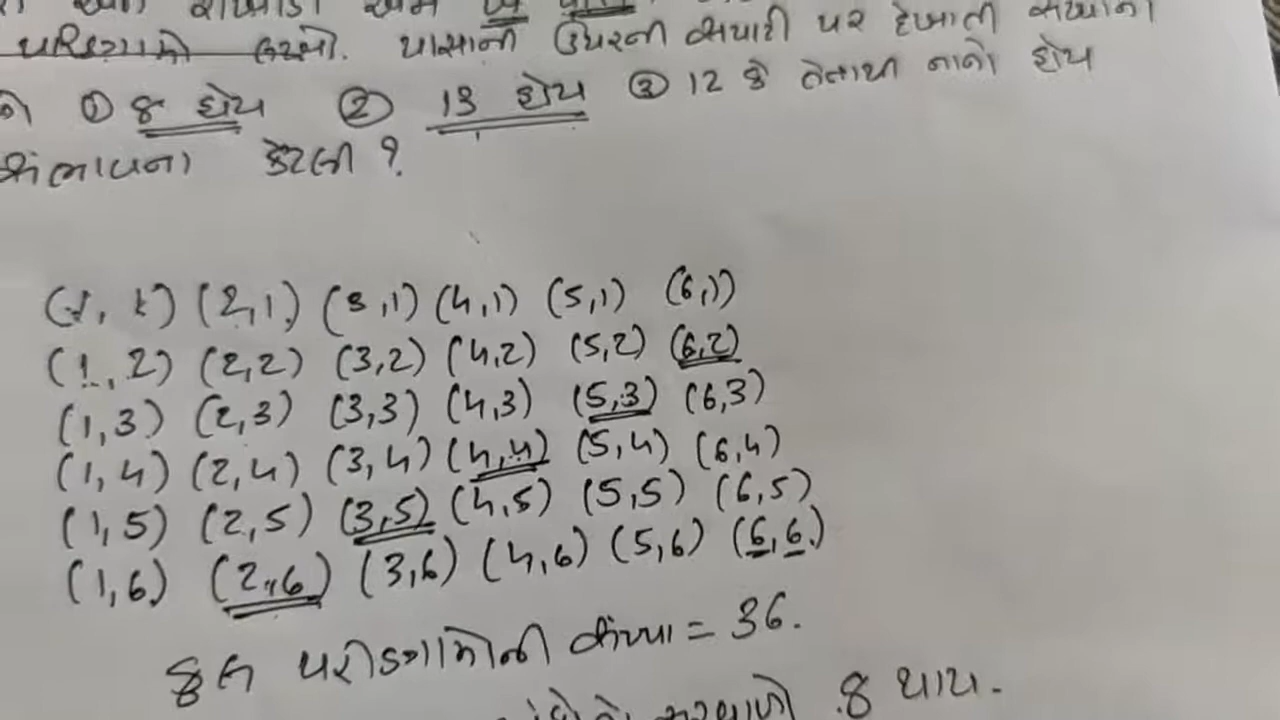 પરિણામો લખો. પાસાની ઉપરની સપાટી પર દેખાતી સંખ્યાનો
① 8 હોય ② 13 હોય ③ 12 કે તેનાથી નાનો હોય
સંભાવના કેટલી ?
(1, 1) (2,1) (3,1) (4,1) (5,1) (6,1)
(1,2) (2,2) (3,2) (4,2) (5,2) (6,2)
(1,3) (2,3) (3,3) (4,3) (5,3) (6,3)
(1,4) (2,4) (3,4) (4,4) (5,4) (6,4)
(1,5) (2,5) (3,5) (4,5) (5,5) (6,5)
(1,6) (2,6) (3,6) (4,6) (5,6) (6,6)
કુલ પરીણામોની સંખ્યા = 36.
સરવાળો 8 થાય.